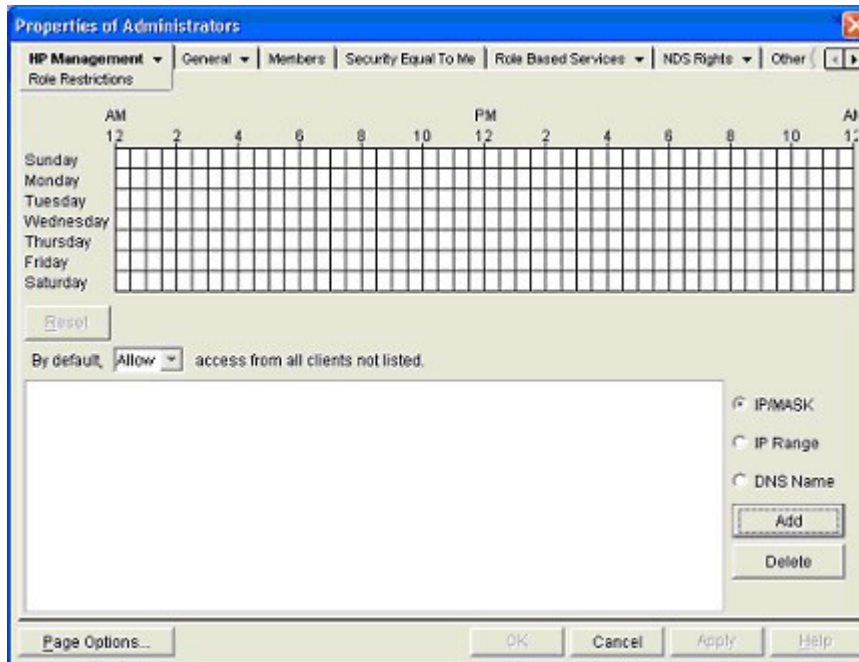 Properties of Administrators
HP Management General Members Security Equal To Me Role Based Services NDS Rights Other
Role Restrictions
AM PM AM
12 2 4 6 8 10 12 2 4 6 8 10 12
Sunday
Monday
Tuesday
Wednesday
Thursday
Friday
Saturday
Reset
By default, Allow access from all clients not listed.
IP/MASK
IP Range
DNS Name
Add
Delete
Page Options... OK Cancel Apply Help